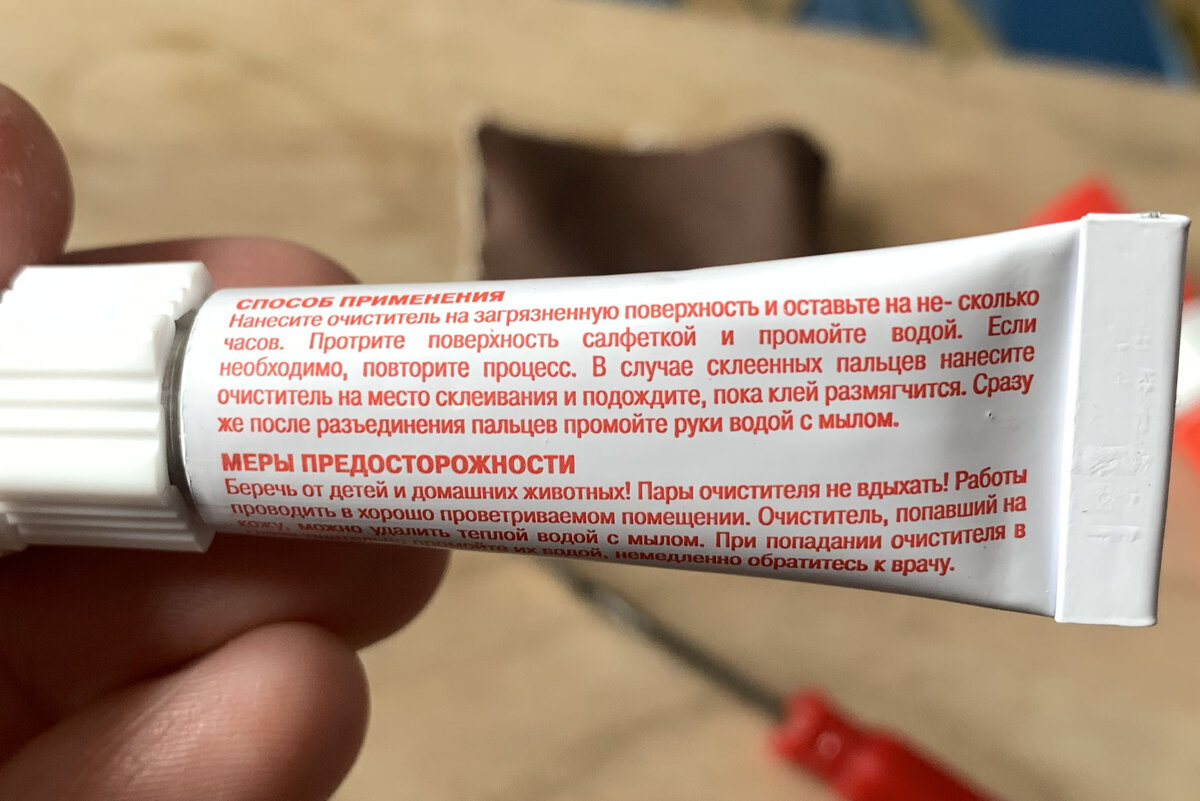 СПОСОБ ПРИМЕНЕНИЯ
Нанесите очиститель на загрязненную поверхность и оставьте на не- сколько
часов. Протрите поверхность салфеткой и промойте водой. Если
необходимо, повторите процесс. В случае склеенных пальцев нанесите
очиститель на место склеивания и подождите, пока клей размягчится. Сразу
же после разъединения пальцев промойте руки водой с мылом.
МЕРЫ ПРЕДОСТОРОЖНОСТИ
Беречь от детей и домашних животных! Пары очистителя не вдыхать! Работы
проводить в хорошо проветриваемом помещении. Очиститель, попавший на
кожу, можно удалить теплой водой с мылом. При попадании очистителя в
промойте их водой, немедленно обратитесь к врачу.